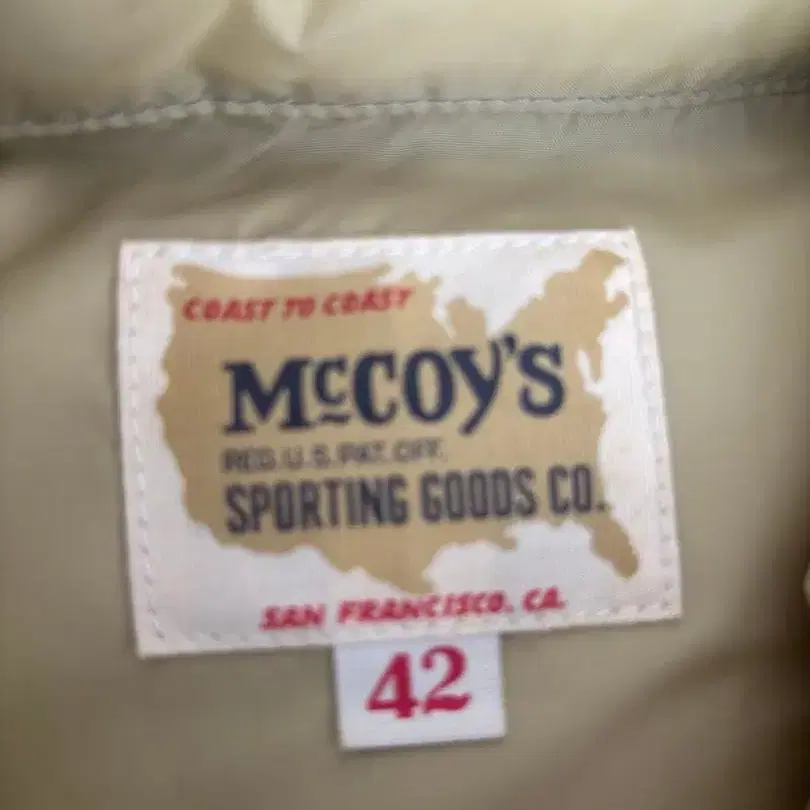 COAST TO COAST
McCOY'S
REG. U.S. PAT. OFF.
SPORTING GOODS CO.
SAN FRANCISCO. CA.
42